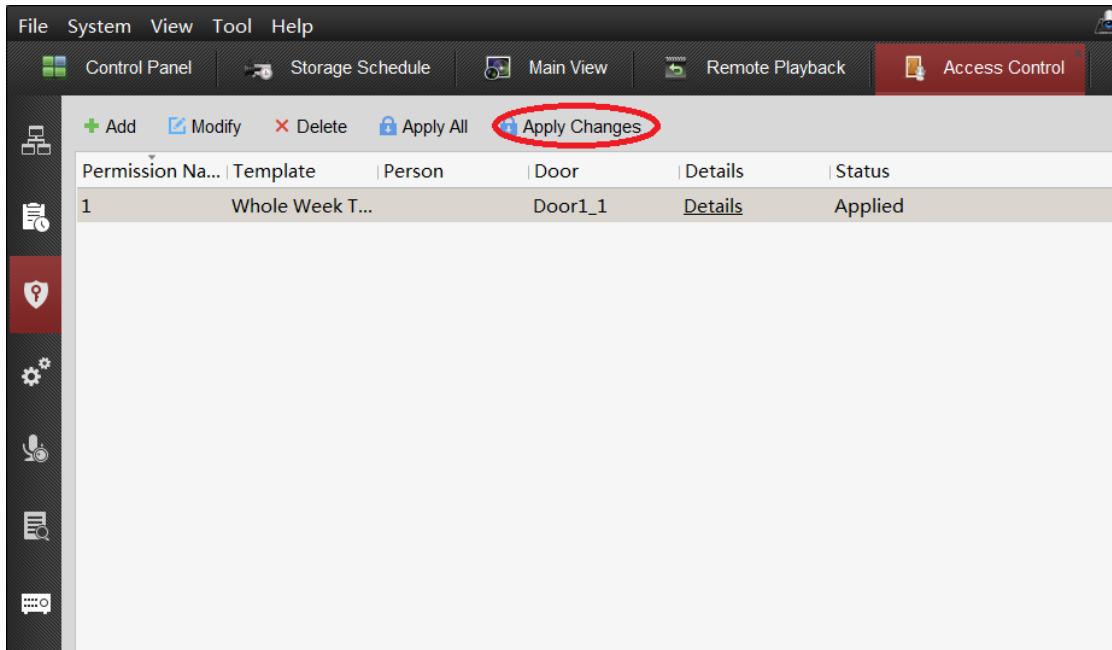 File System View Tool Help
Control Panel Storage Schedule Main View Remote Playback Access Control
Add Modify Delete Apply All Apply Changes
Permission Na... Template Person Door Details Status
1 Whole Week T... Door1_1 Details Applied